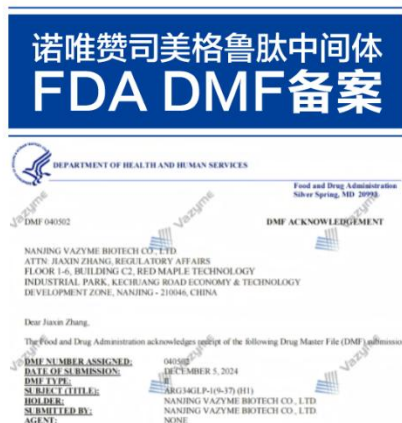 诺唯赞司美格鲁肽中间体
FDA DMF备案
DEPARTMENT OF HEALTH AND HUMAN SERVICES
Food and Drug Administration
Silver Spring, MD 20993
DMF 040502
DMF ACKNOWLEDGEMENT
NANJING VAZYME BIOTECH CO., LTD.
ATTN: JIAXIN ZHANG, REGULATORY AFFAIRS
FLOOR 1-6, BUILDING C2, RED MAPLE TECHNOLOGY
INDUSTRIAL PARK, KECHUANG ROAD ECONOMY & TECHNOLOGY
DEVELOPMENT ZONE, NANJING - 210046, CHINA
Dear Jiaxin Zhang,
The Food and Drug Administration acknowledges receipt of the following Drug Master File (DMF) submission
DMF NUMBER ASSIGNED: 040502
DATE OF SUBMISSION: DECEMBER 5, 2024
DMF TYPE: II
SUBJECT (TITLE): ARG34GLP-1(9-37) (H1)
HOLDER: NANJING VAZYME BIOTECH CO., LTD.
SUBMITTED BY: NANJING VAZYME BIOTECH CO., LTD.
AGENT: NONE
Vazyme
Vazyme
Vazyme
Vazyme
Vazyme
Vazyme